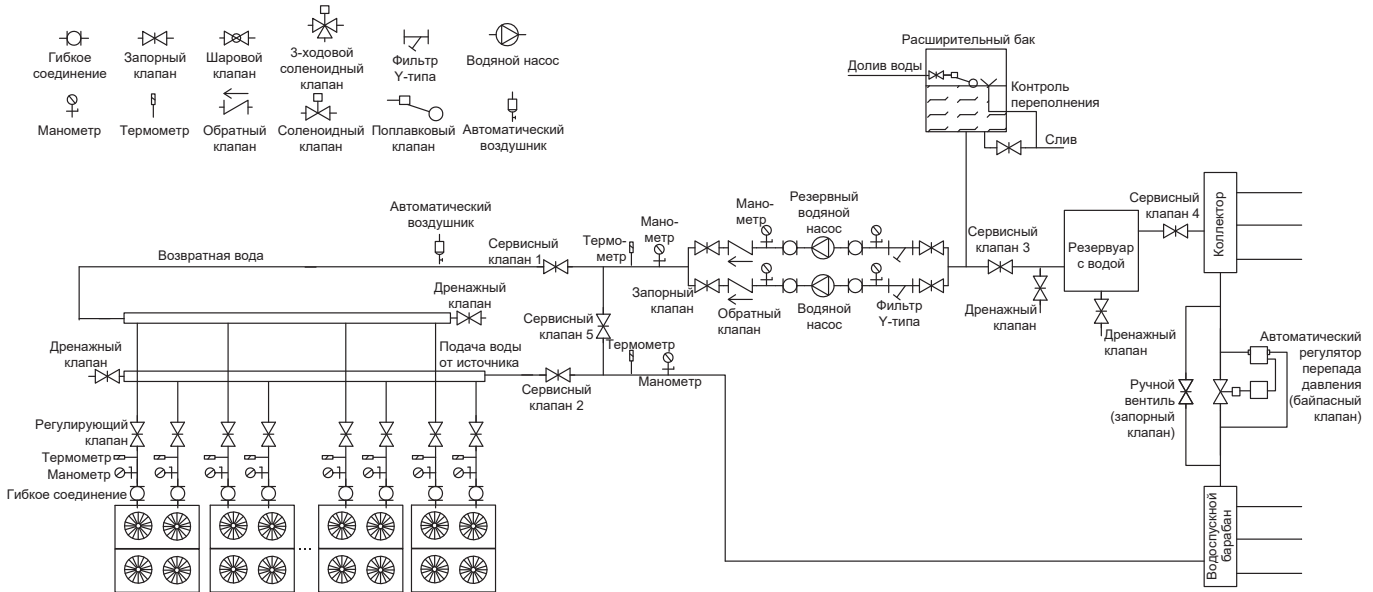 Гибкое
соединение
Запорный
клапан
Шаровой
клапан
3-ходовой
соленоидный
клапан
Фильтр
Y-типа
Водяной насос
Манометр
Термометр
Обратный
клапан
Соленоидный
клапан
Поплавковый
клапан
Автоматический
воздушник
Расширительный бак
Долив воды
Контроль
переполнения
Слив
Автоматический
воздушник
Возвратная вода
Сервисный
клапан 1
Термо-
метр
Мано-
метр
Мано-
метр
Резервный
водяной
насос
Сервисный
клапан 3
Резервуар
с водой
Сервисный
клапан 4
Коллектор
Дренажный
клапан
Запорный
клапан
Обратный
клапан
Водяной
насос
Фильтр
Y-типа
Дренажный
клапан
Дренажный
клапан
Сервисный
клапан 5
Термометр
Манометр
Дренажный
клапан
Подача воды
от источника
Сервисный
клапан 2
Ручной
вентиль
(запорный
клапан)
Автоматический
регулятор
перепада
давления
(байпасный
клапан)
Регулирующий
клапан
Термометр
Манометр
Гибкое соединение
...
Водоспускной
барабан